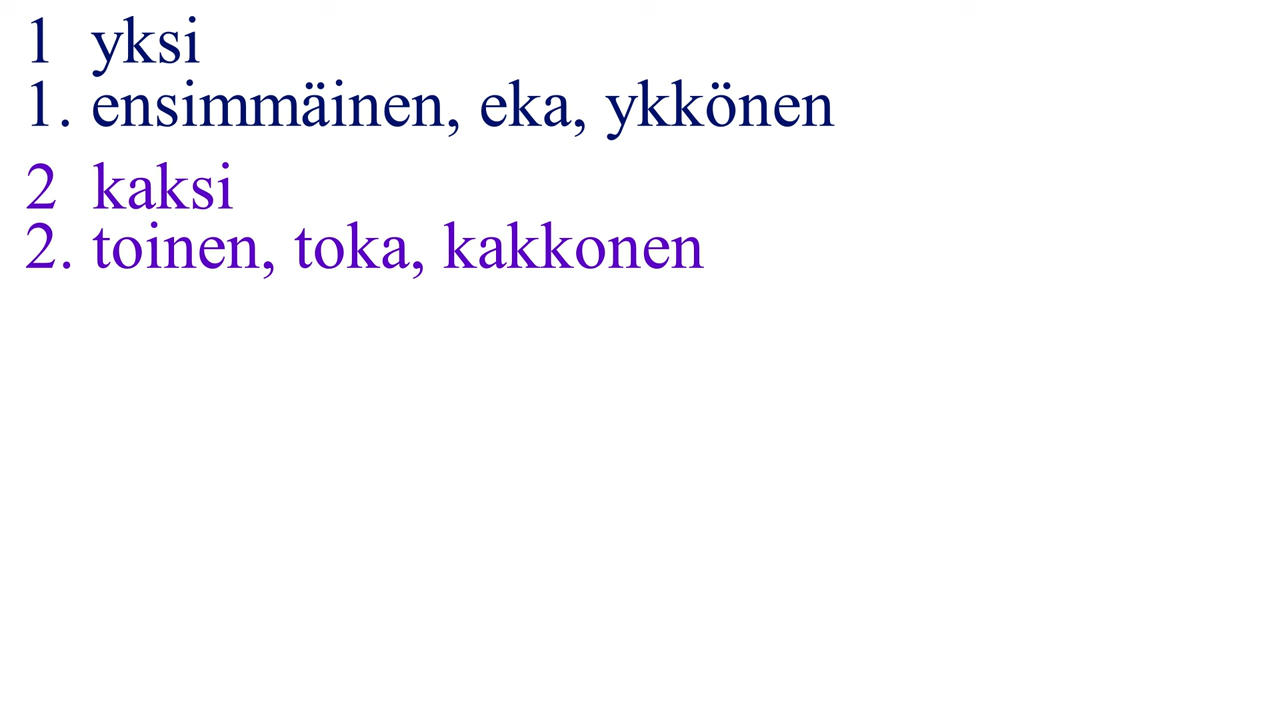 1 yksi
1. ensimmäinen, eka, ykkönen
2 kaksi
2. toinen, toka, kakkonen